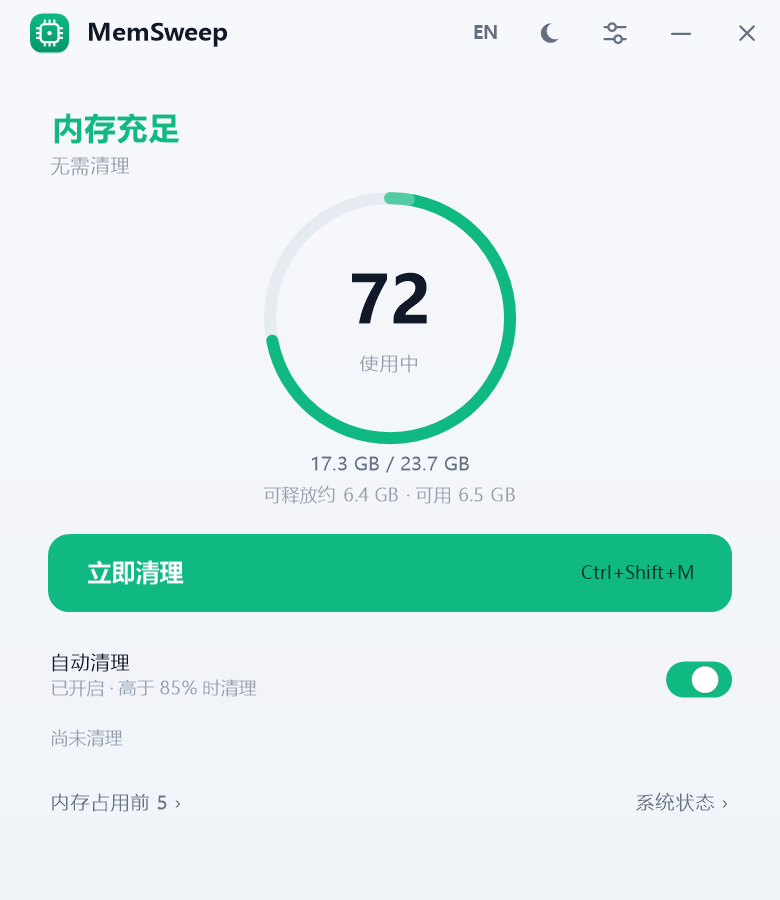 MemSweep
EN
内存充足
无需清理
72
使用中
17.3 GB / 23.7 GB
可释放约 6.4 GB · 可用 6.5 GB
立即清理 Ctrl+Shift+M
自动清理
已开启 · 高于 85% 时清理
尚未清理
内存占用前 5 › 系统状态 ›